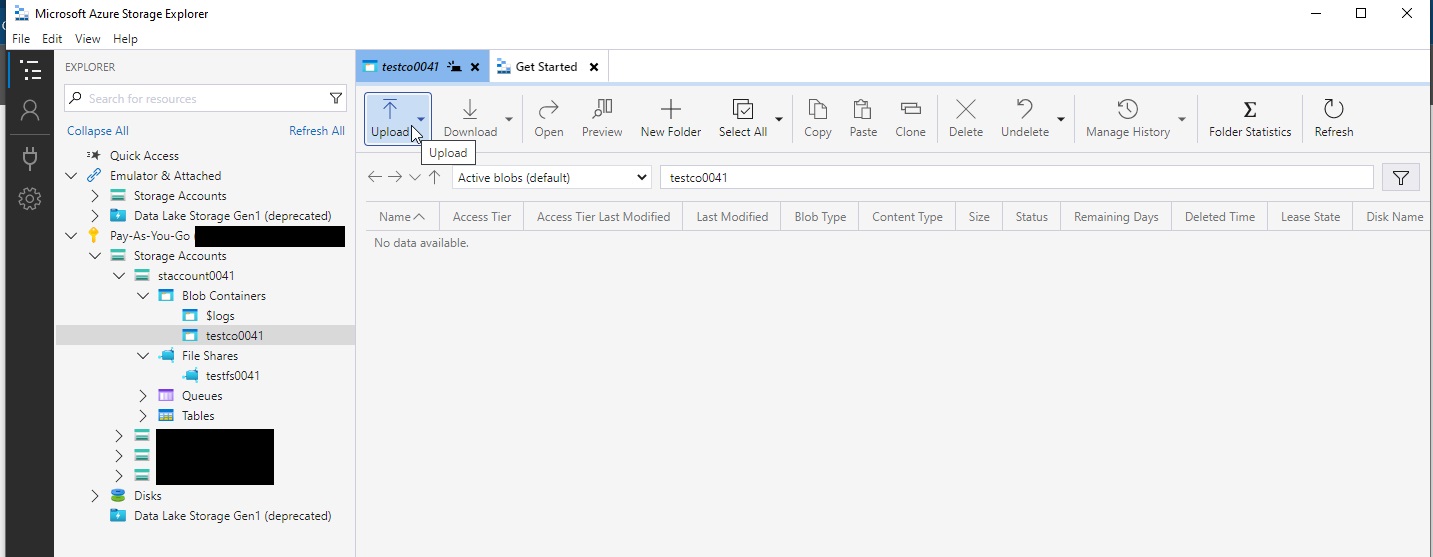 Microsoft Azure Storage Explorer
File Edit View Help
EXPLORER
Search for resources
Collapse All Refresh All
Quick Access
Emulator & Attached
Storage Accounts
Data Lake Storage Gen1 (deprecated)
Pay-As-You-Go (
Storage Accounts
staccount0041
Blob Containers
$logs
testco0041
File Shares
testfs0041
Queues
Tables
Disks
Data Lake Storage Gen1 (deprecated)
testco0041 Get Started
Upload Download Open Preview New Folder Select All Copy Paste Clone Delete Undelete Manage History Folder Statistics Refresh
Upload
Active blobs (default) testco0041
Name Access Tier Access Tier Last Modified Last Modified Blob Type Content Type Size Status Remaining Days Deleted Time Lease State Disk Name
No data available.